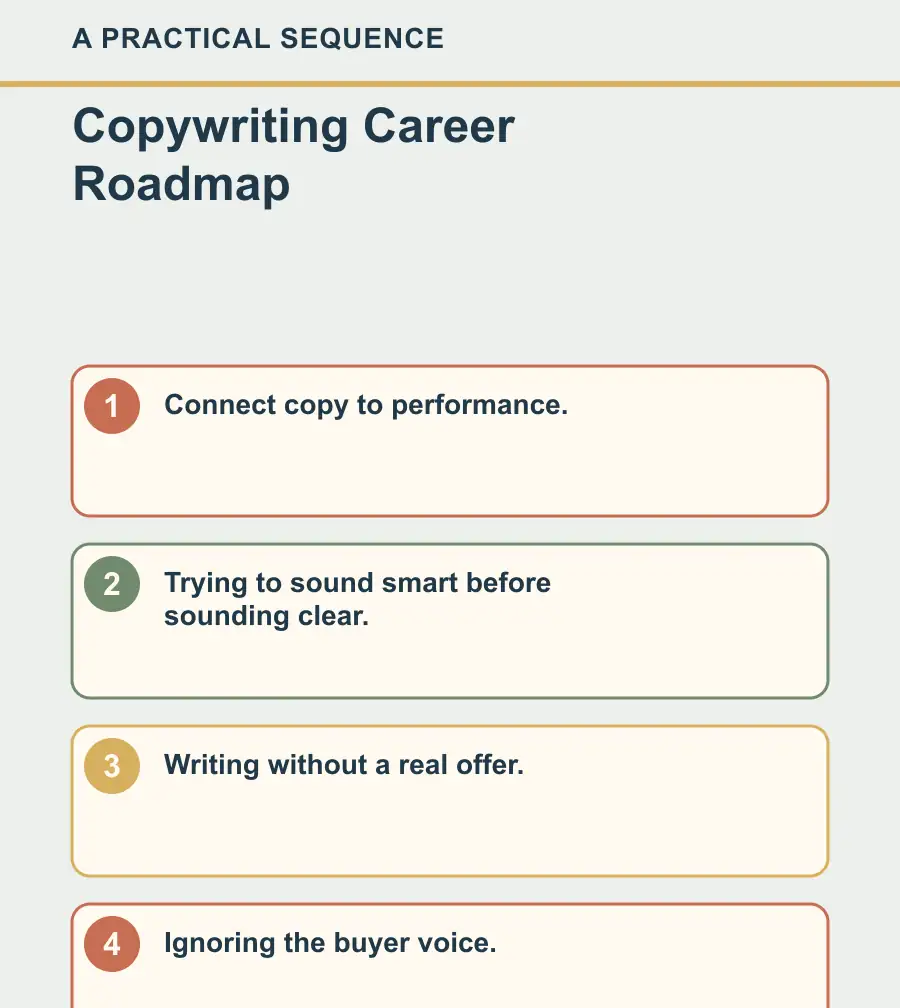 A PRACTICAL SEQUENCE
Copywriting Career
Roadmap
1
Connect copy to performance.
2
Trying to sound smart before
sounding clear.
3
Writing without a real offer.
4
Ignoring the buyer voice.